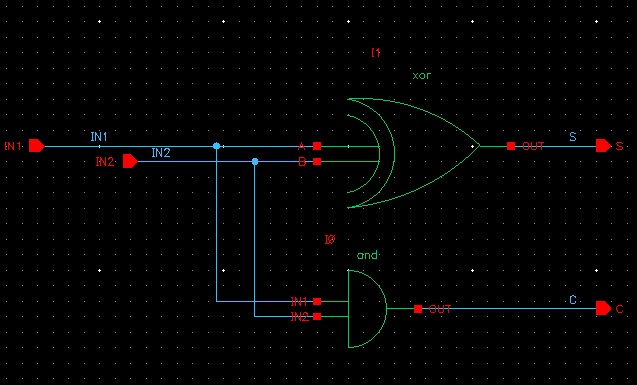 I1
xor
IN1 IN1 A OUT S S
IN2 IN2 B
I0
and
IN1 OUT C C
IN2